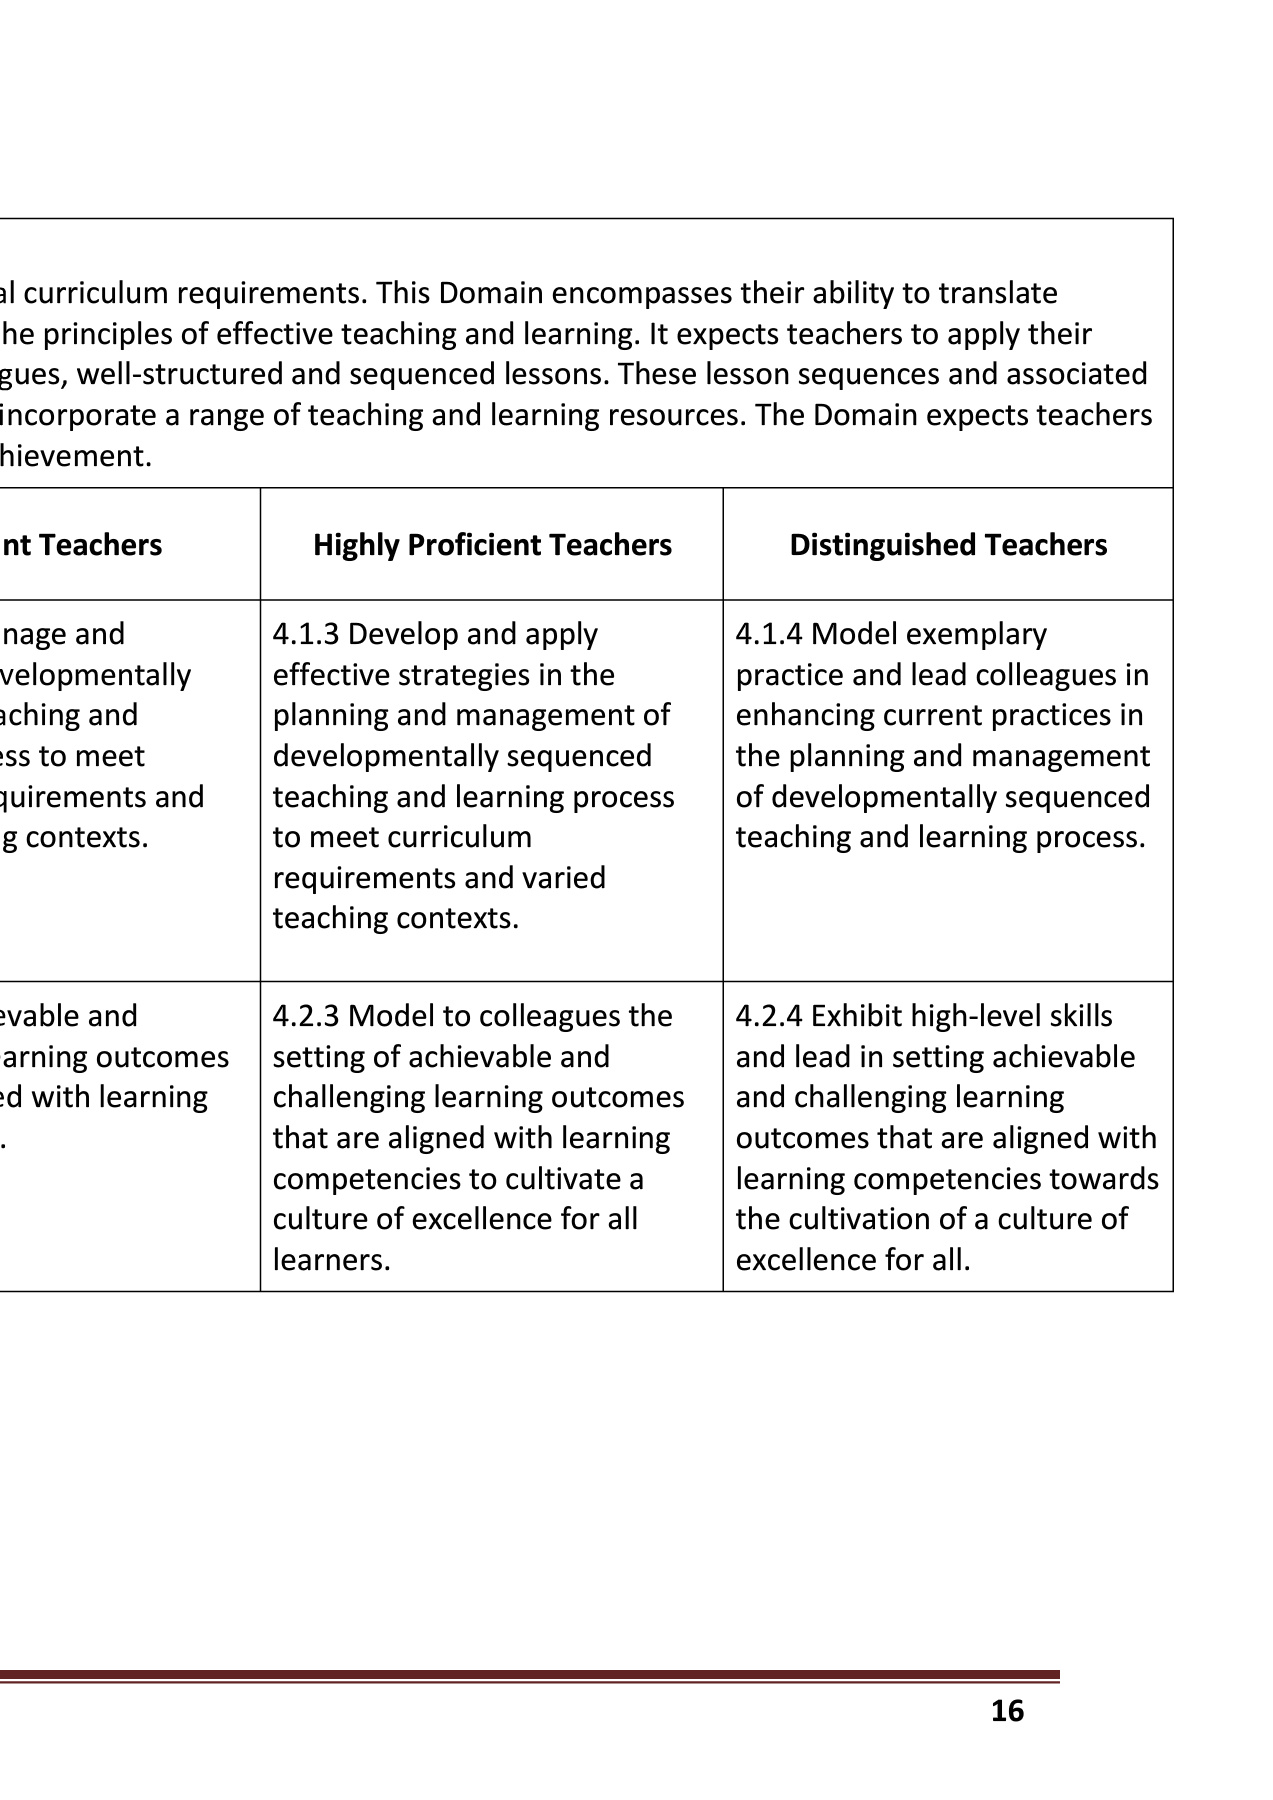 al curriculum requirements. This Domain encompasses their ability to translate
he principles of effective teaching and learning. It expects teachers to apply their
gues, well-structured and sequenced lessons. These lesson sequences and associated
incorporate a range of teaching and learning resources. The Domain expects teachers
hievement.
nt Teachers
Highly Proficient Teachers
Distinguished Teachers
nage and
velopmentally
aching and
ess to meet
quirements and
g contexts.
4.1.3 Develop and apply
effective strategies in the
planning and management of
developmentally sequenced
teaching and learning process
to meet curriculum
requirements and varied
teaching contexts.
4.1.4 Model exemplary
practice and lead colleagues in
enhancing current practices in
the planning and management
of developmentally sequenced
teaching and learning process.
evable and
earning outcomes
ed with learning
.
4.2.3 Model to colleagues the
setting of achievable and
challenging learning outcomes
that are aligned with learning
competencies to cultivate a
culture of excellence for all
learners.
4.2.4 Exhibit high-level skills
and lead in setting achievable
and challenging learning
outcomes that are aligned with
learning competencies towards
the cultivation of a culture of
excellence for all.
16